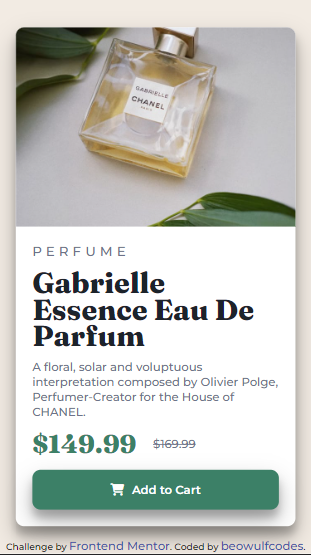 GABRIELLE
CHANEL
PARIS
PERFUME
Gabrielle
Essence Eau De
Parfum
A floral, solar and voluptuous
interpretation composed by Olivier Polge,
Perfumer-Creator for the House of
CHANEL.
$149.99 $169.99
Add to Cart
Challenge by Frontend Mentor. Coded by beowulfcodes.